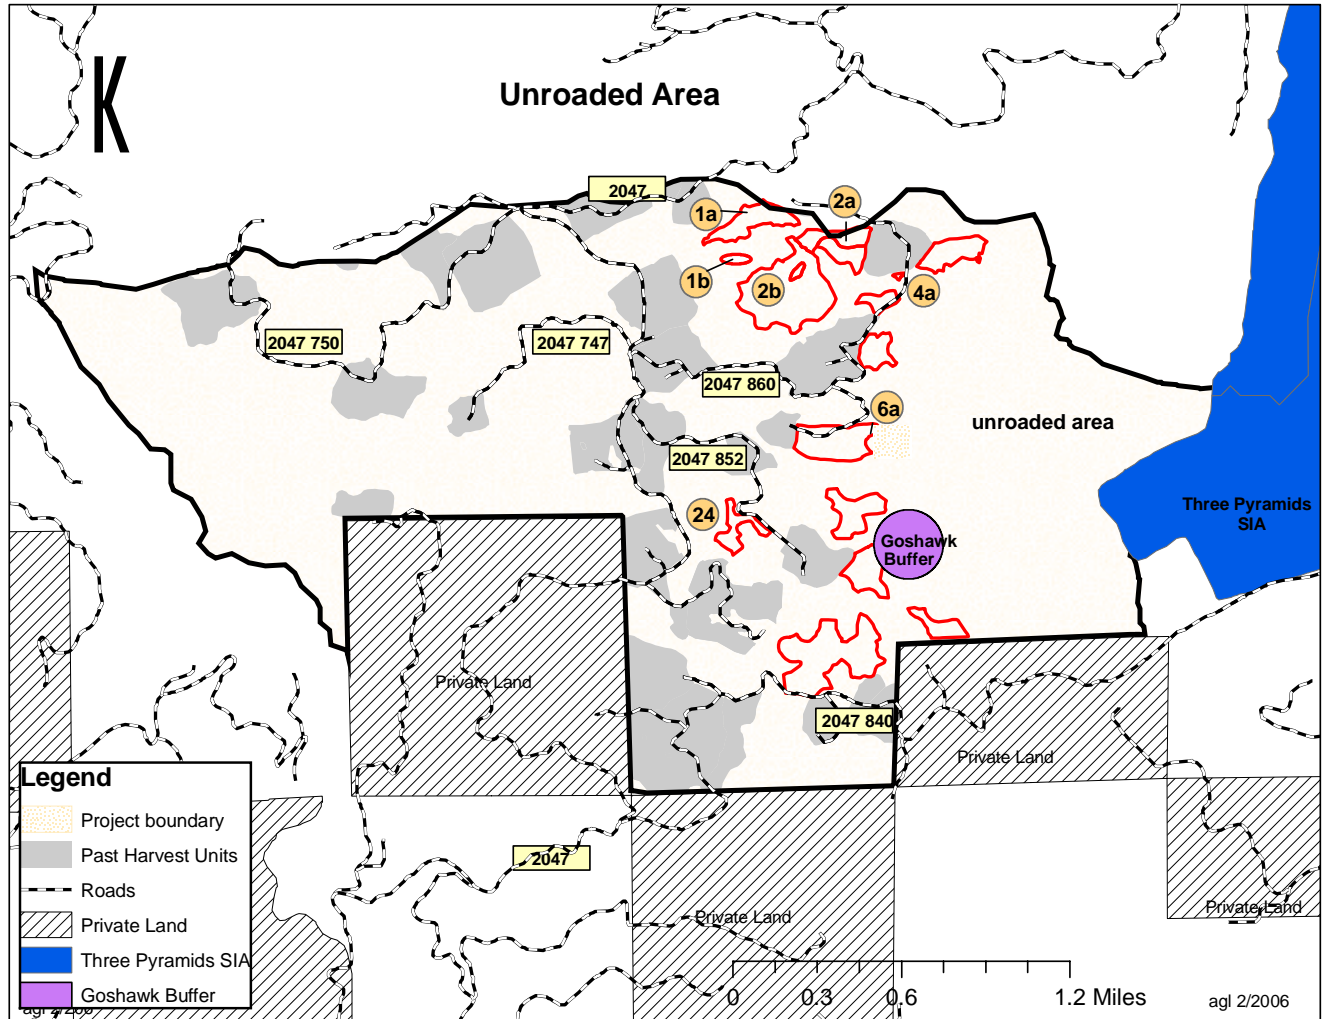 K
Unroaded Area
2047
1a
2a
1b
2b
4a
2047 750
2047 747
2047 860
6a
unroaded area
2047 852
Three Pyramids
SIA
24
Goshawk
Buffer
Private Land
2047 840
Private Land
Legend
Project boundary
Past Harvest Units
Roads
Private Land
Three Pyramids SIA
Goshawk Buffer
2047
Private Land
Private Land
0 0.3 0.6 1.2 Miles
agl 2/2006